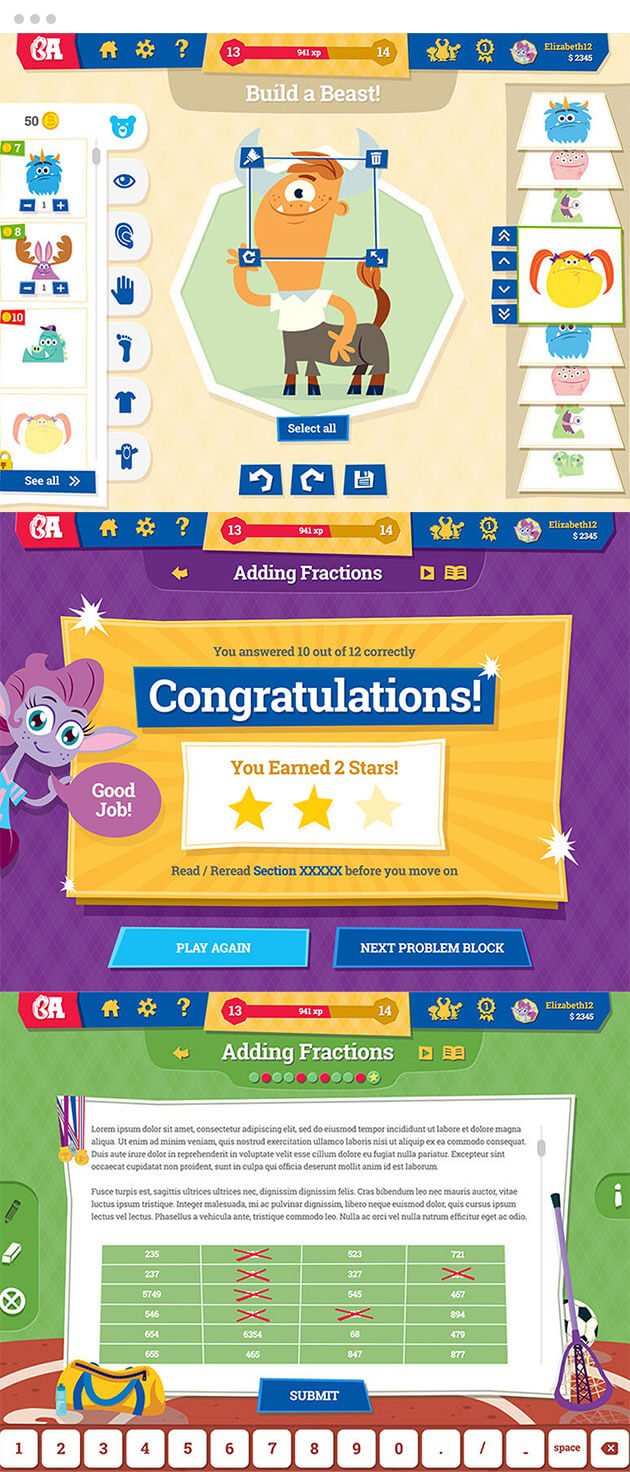 BA
13
941 xp
14
Elizabeth12
$ 2345
Build a Beast!
50
7
1
8
1
10
See all
Select all
BA
13
941 xp
14
Elizabeth12
$ 2345
Adding Fractions
You answered 10 out of 12 correctly
Congratulations!
Good
Job!
You Earned 2 Stars!
Read / Reread Section XXXXX before you move on
PLAY AGAIN
NEXT PROBLEM BLOCK
BA
13
941 xp
14
Elizabeth12
$ 2345
Adding Fractions
Lorem ipsum dolor sit amet, consectetur adipiscing elit, sed do eiusmod tempor incididunt ut labore et dolore magna
aliqua. Ut enim ad minim veniam, quis nostrud exercitation ullamco laboris nisi ut aliquip ex ea commodo consequat.
Duis aute irure dolor in reprehenderit in voluptate velit esse cillum dolore eu fugiat nulla pariatur. Excepteur sint
occaecat cupidatat non proident, sunt in culpa qui officia deserunt mollit anim id est laborum.
Fusce turpis est, sagittis ultrices ultrices nec, dignissim dignissim felis. Cras bibendum leo nec mauris auctor, vitae
luctus ipsum tristique. Integer malesuada, mi ac pulvinar dignissim, libero neque euismod dolor, quis cursus ipsum
lectus vel lectus. Phasellus a vehicula ante, tristique commodo leo. Nulla ac orci vel nulla rutrum efficitur eget ac odio.
235 523 721
237 327
5749 545 467
546 894
654 6354 68 479
655 465 847 877
SUBMIT
1 2 3 4 5 6 7 8 9 0 . / _ space